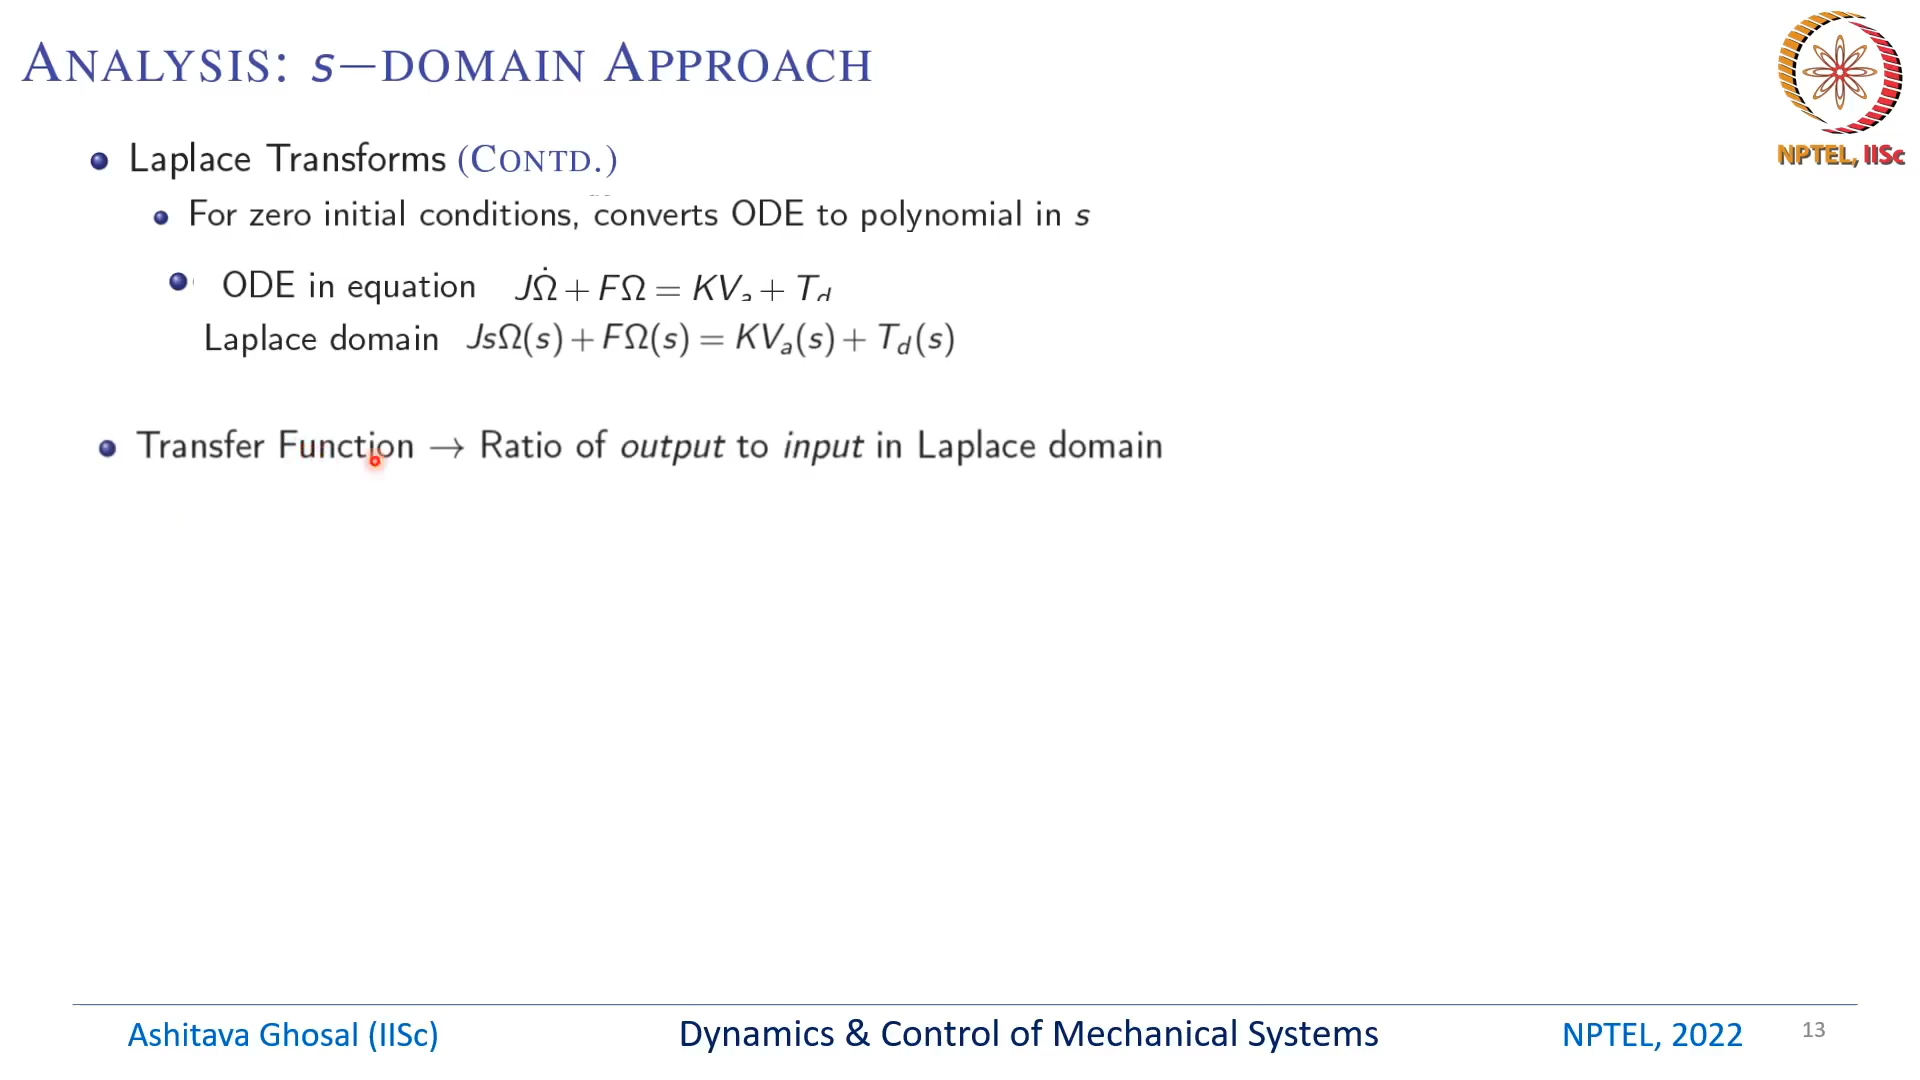 ANALYSIS: s–DOMAIN APPROACH
NPTEL, IISc
Laplace Transforms (CONTD.)
For zero initial conditions, converts ODE to polynomial in s
ODE in equation JΩ̇ + FΩ = KVₐ + T_d
Laplace domain JsΩ(s) + FΩ(s) = KVₐ(s) + T_d(s)
Transfer Function → Ratio of output to input in Laplace domain
Ashitava Ghosal (IISc) Dynamics & Control of Mechanical Systems NPTEL, 2022 13